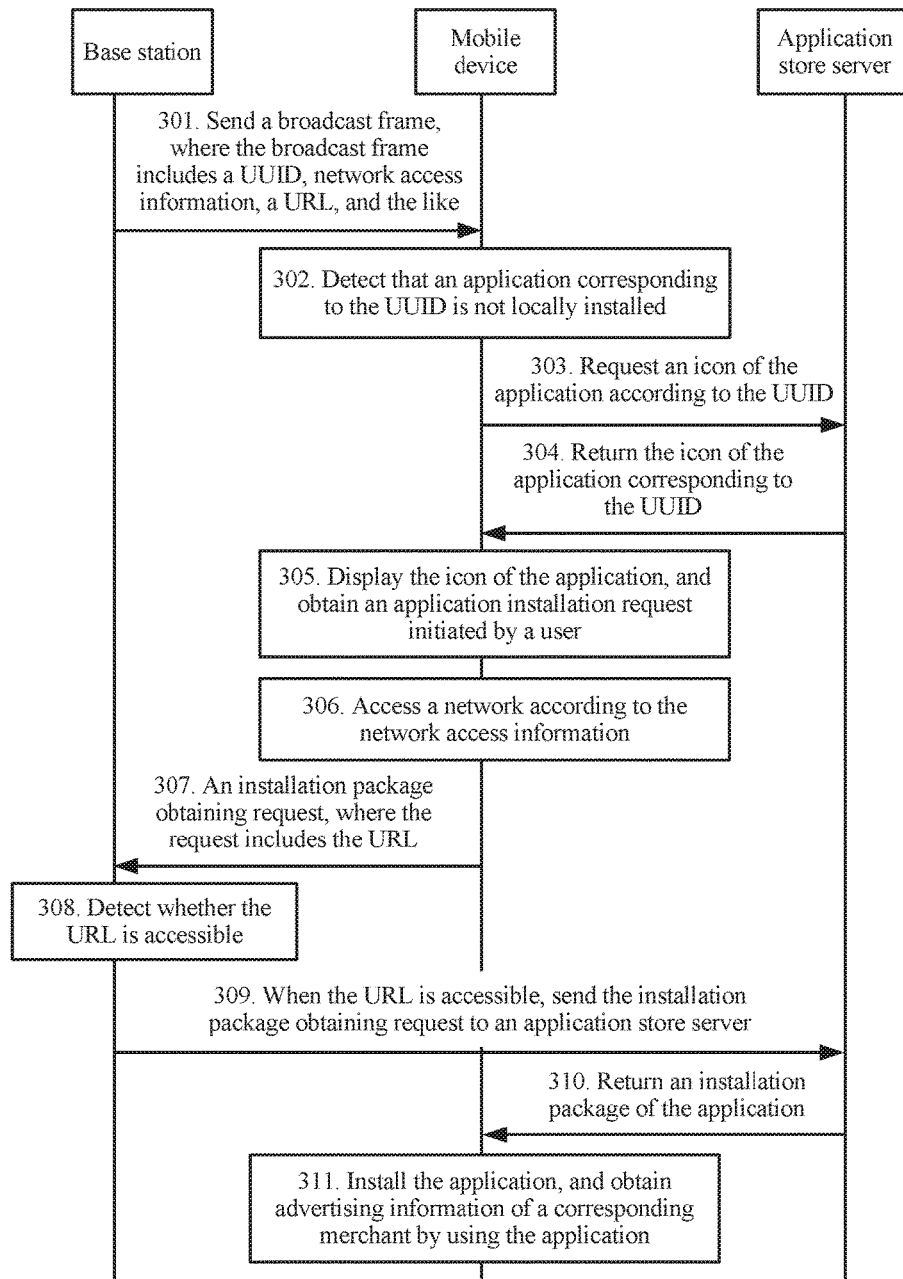 Base station
Mobile
device
Application
store server
301. Send a broadcast frame,
where the broadcast frame
includes a UUID, network access
information, a URL, and the like
302. Detect that an application corresponding
to the UUID is not locally installed
303. Request an icon of the
application according to the UUID
304. Return the icon of the
application corresponding to
the UUID
305. Display the icon of the application, and
obtain an application installation request
initiated by a user
306. Access a network according to the
network access information
307. An installation package
obtaining request, where the
request includes the URL
308. Detect whether the
URL is accessible
309. When the URL is accessible, send the installation
package obtaining request to an application store server
310. Return an installation
package of the application
311. Install the application, and obtain
advertising information of a corresponding
merchant by using the application